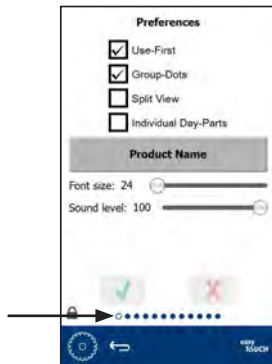 Preferences
Use-First
Group-Dots
Split View
Individual Day-Parts
Product Name
Font size: 24
Sound level: 100
easy
TOUCH